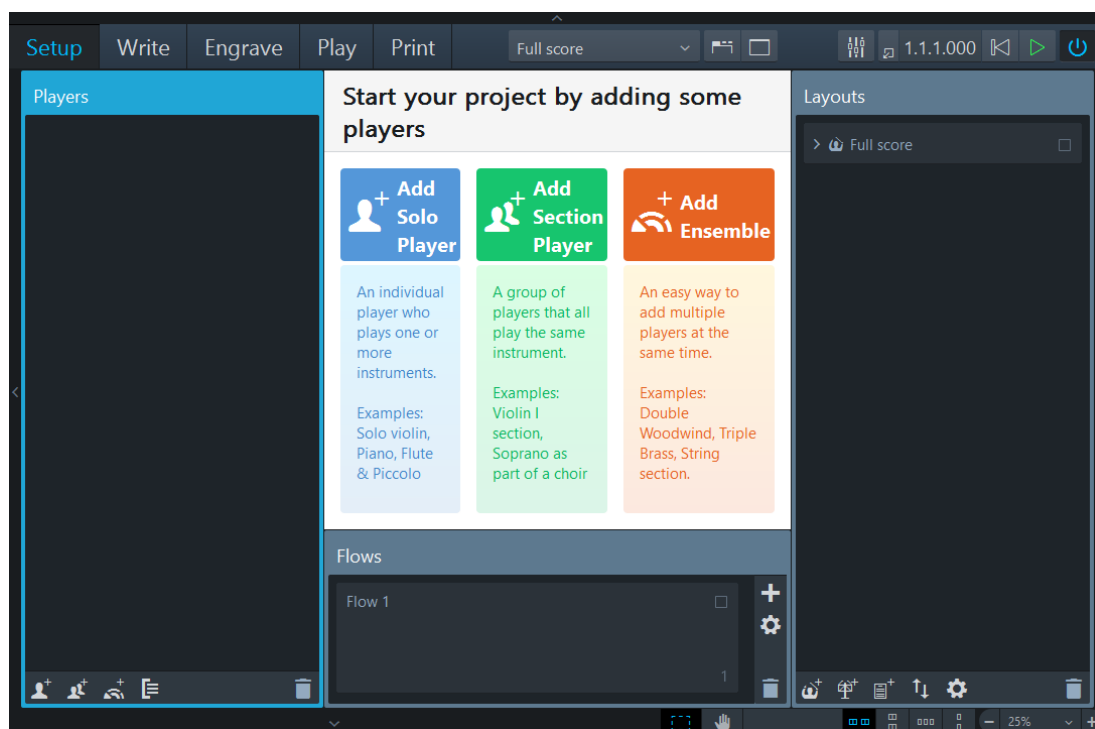 Setup Write Engrave Play Print Full score 1.1.1.000
Players
Start your project by adding some
players
Add
Solo
Player
An individual
player who
plays one or
more
instruments.
Examples:
Solo violin,
Piano, Flute
& Piccolo
Add
Section
Player
A group of
players that all
play the same
instrument.
Examples:
Violin I
section,
Soprano as
part of a choir
Add
Ensemble
An easy way to
add multiple
players at the
same time.
Examples:
Double
Woodwind, Triple
Brass, String
section.
Flows
Flow 1
1
Layouts
Full score
25%